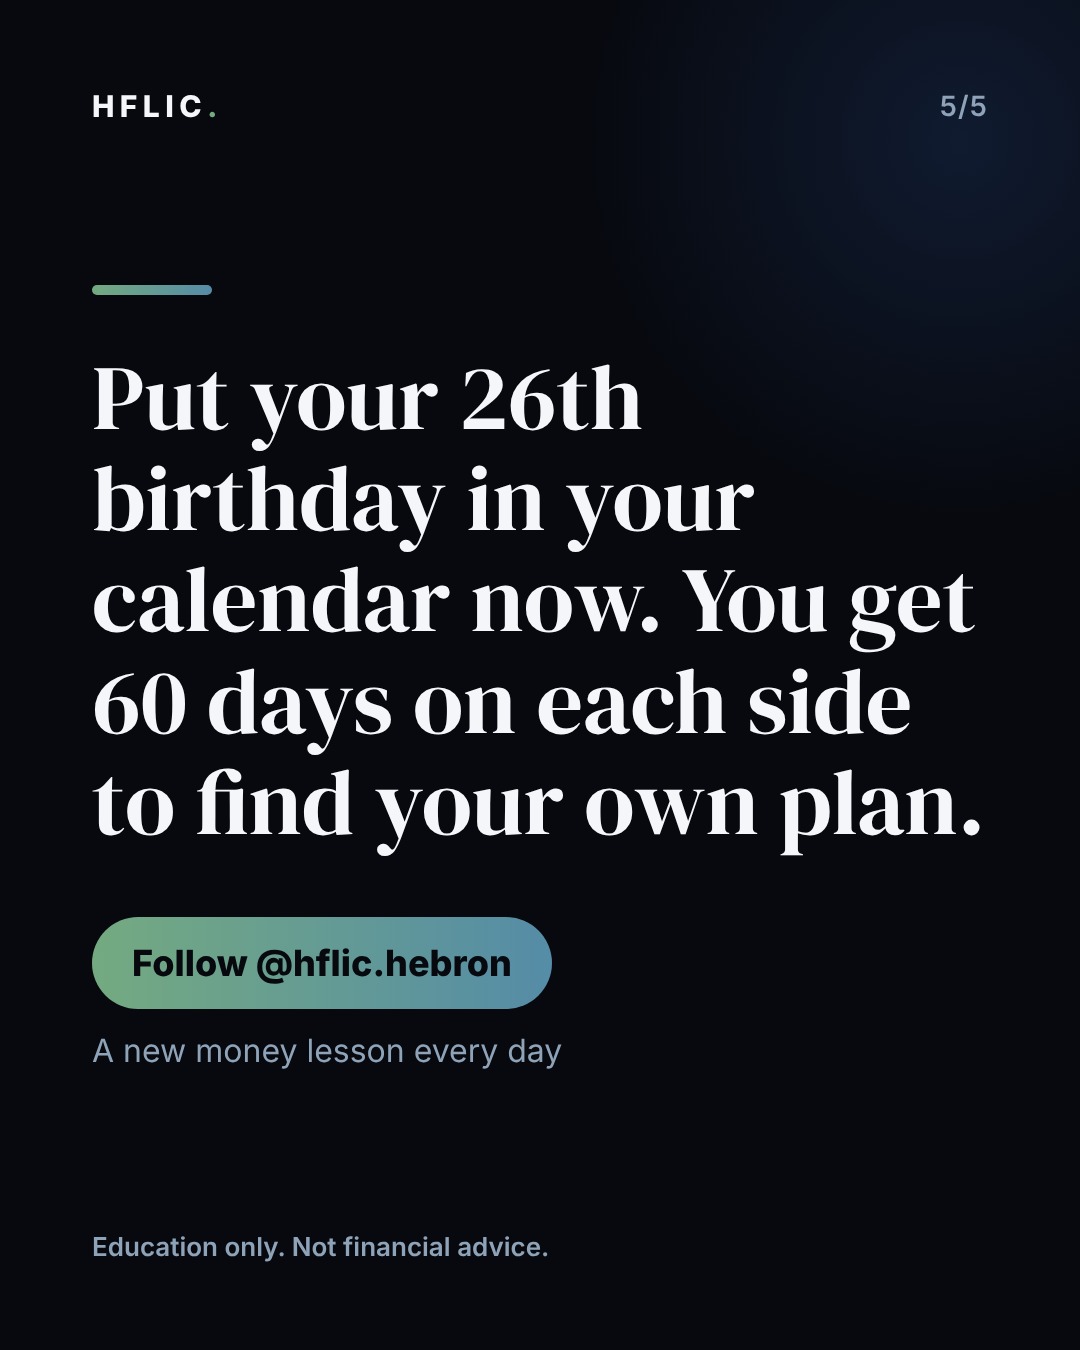 HFLIC.
5/5
Put your 26th
birthday in your
calendar now. You get
60 days on each side
to find your own plan.
Follow @hflic.hebron
A new money lesson every day
Education only. Not financial advice.